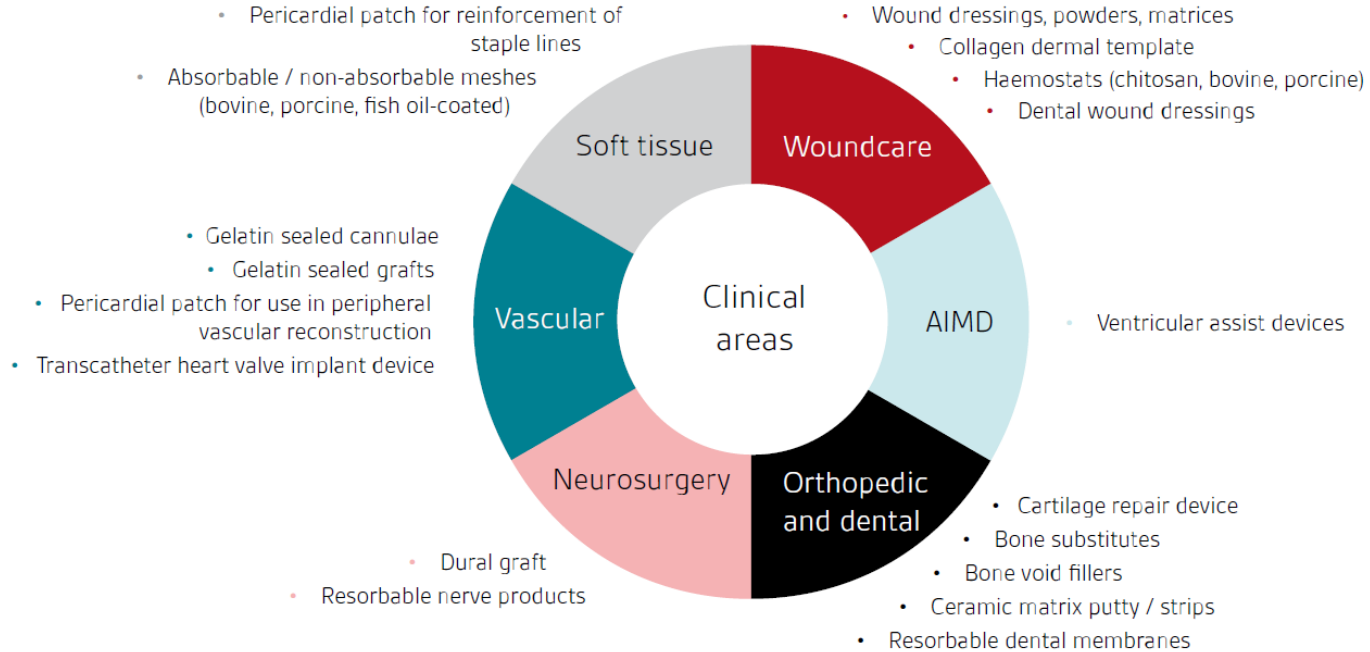 • Pericardial patch for reinforcement of
staple lines
• Absorbable / non-absorbable meshes
(bovine, porcine, fish oil-coated)
• Wound dressings, powders, matrices
• Collagen dermal template
• Haemostats (chitosan, bovine, porcine)
• Dental wound dressings
Soft tissue
Woundcare
• Gelatin sealed cannulae
• Gelatin sealed grafts
• Pericardial patch for use in peripheral
vascular reconstruction
• Transcatheter heart valve implant device
Vascular
Clinical
areas
AIMD
• Ventricular assist devices
Neurosurgery
Orthopedic
and dental
• Dural graft
• Resorbable nerve products
• Cartilage repair device
• Bone substitutes
• Bone void fillers
• Ceramic matrix putty / strips
• Resorbable dental membranes